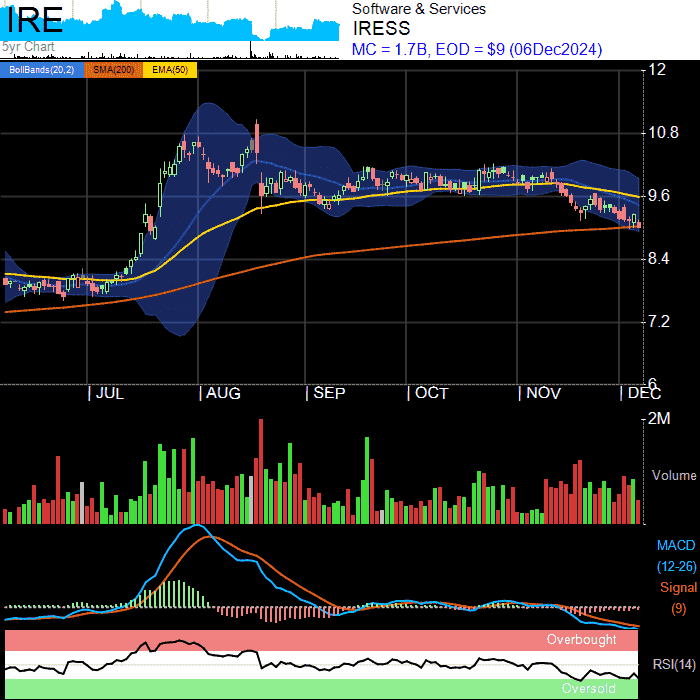 IRE
5yr Chart
Software & Services
IRESS
MC = 1.7B, EOD = $9 (06Dec2024)
BollBands(20,2) SMA(200) EMA(50)
12
10.8
9.6
8.4
7.2
6
JUL AUG SEP OCT NOV DEC
2M
Volume
MACD
(12-26)
Signal
(9)
Overbought
RSI(14)
Oversold